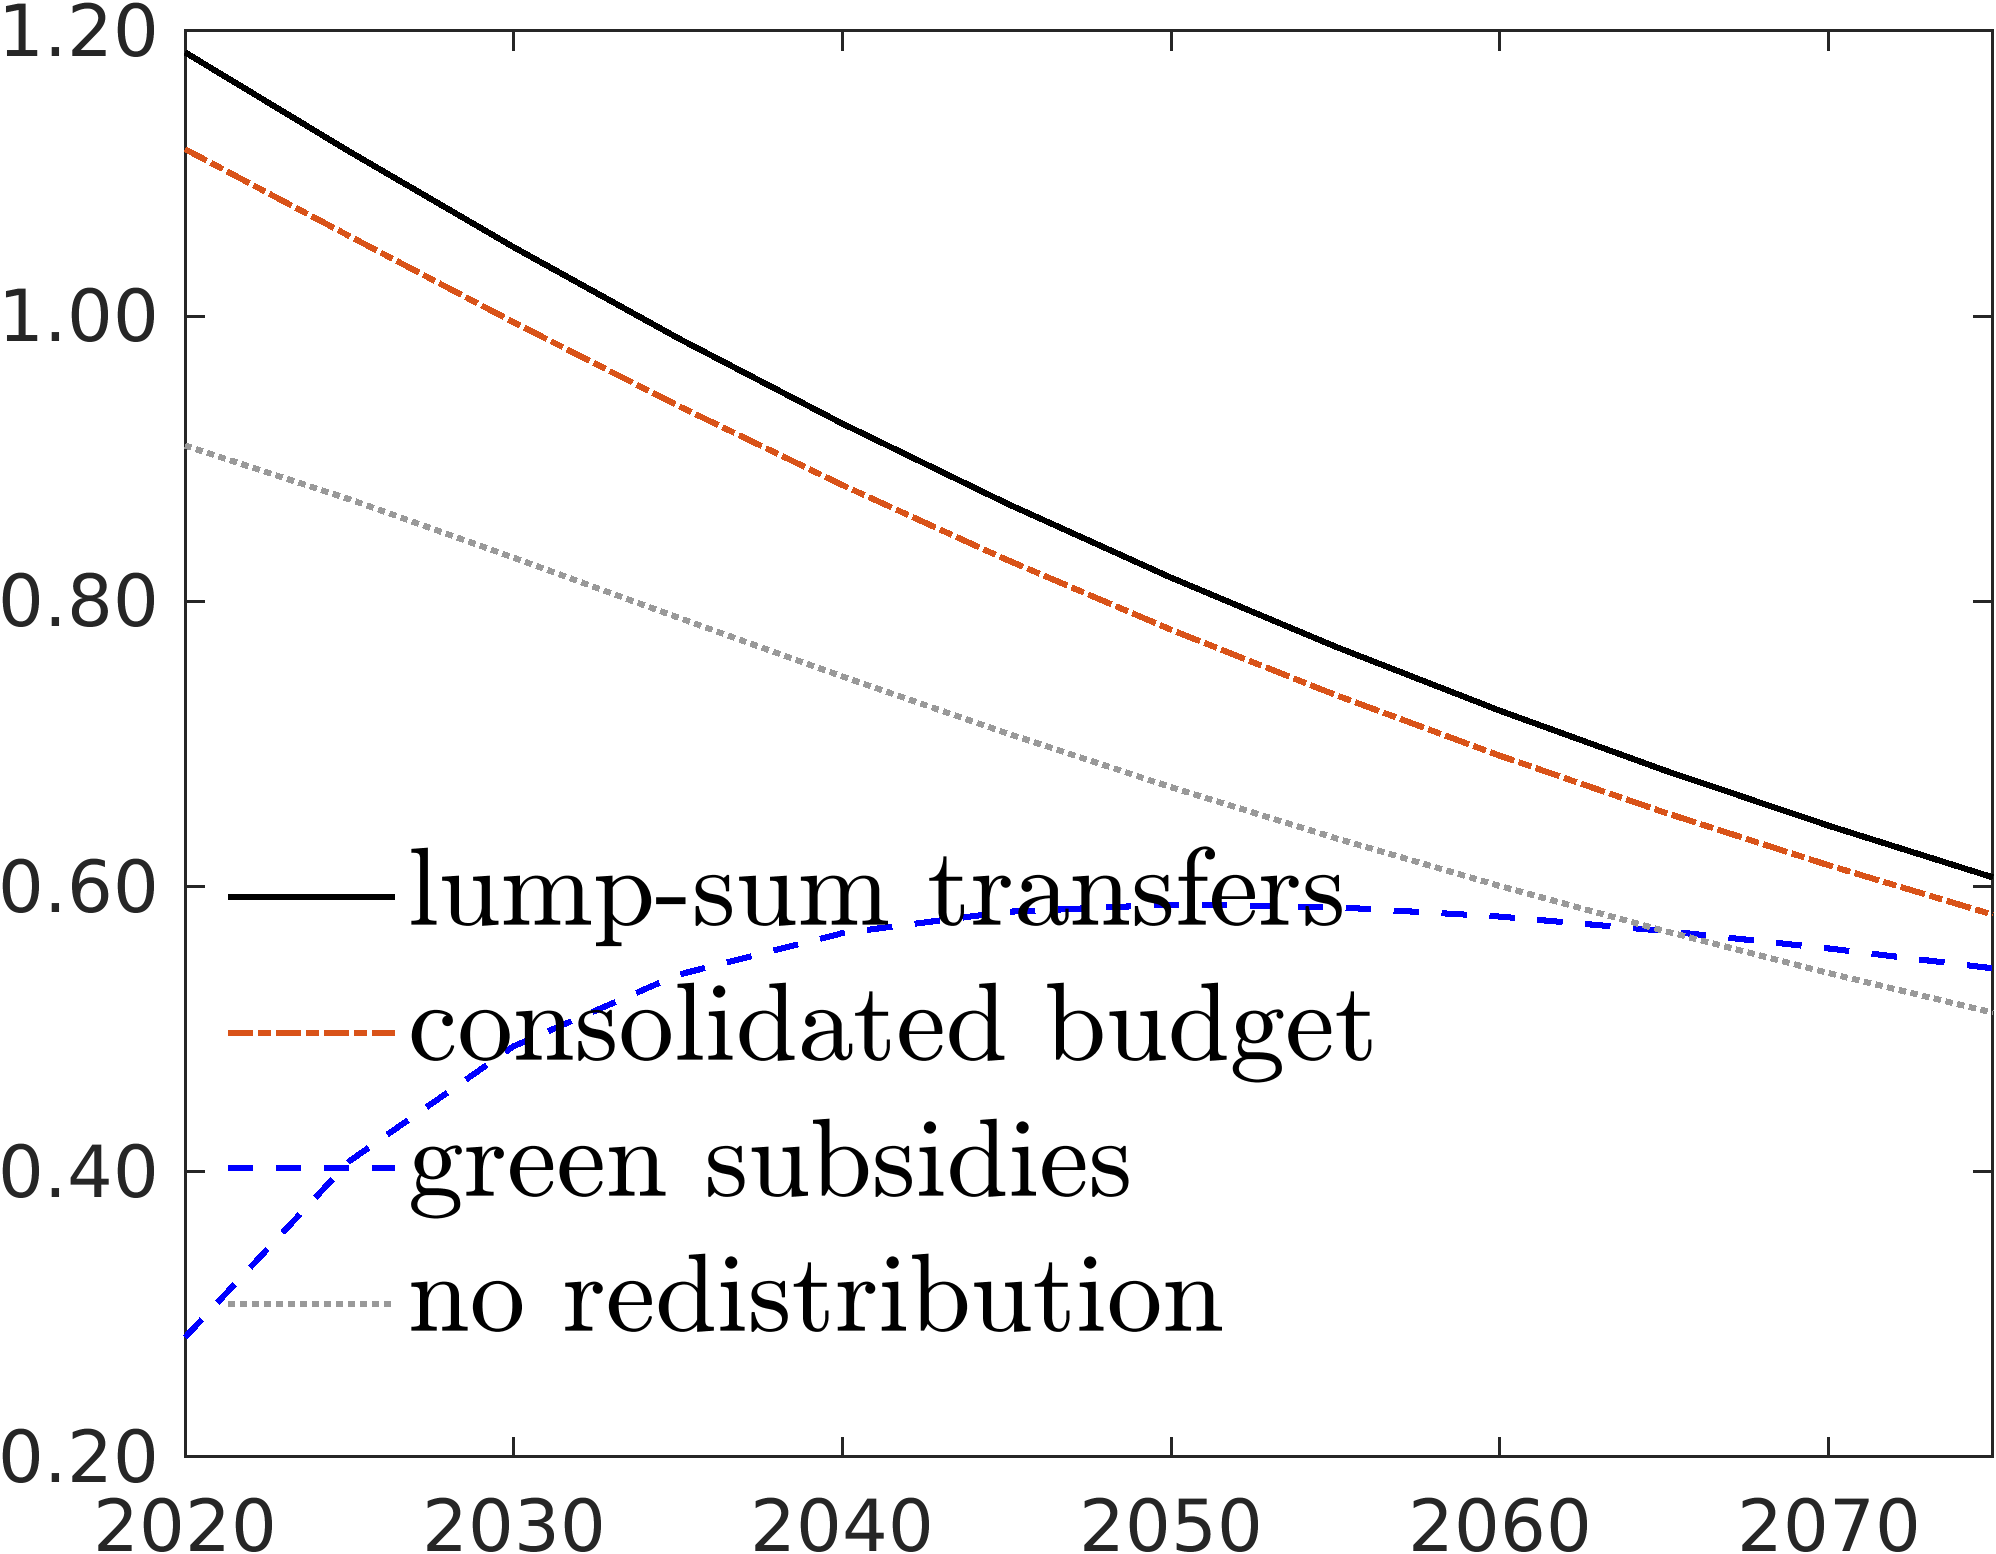 1.20
1.00
0.80
0.60
0.40
0.20
lump-sum transfers
consolidated budget
green subsidies
no redistribution
2020 2030 2040 2050 2060 2070